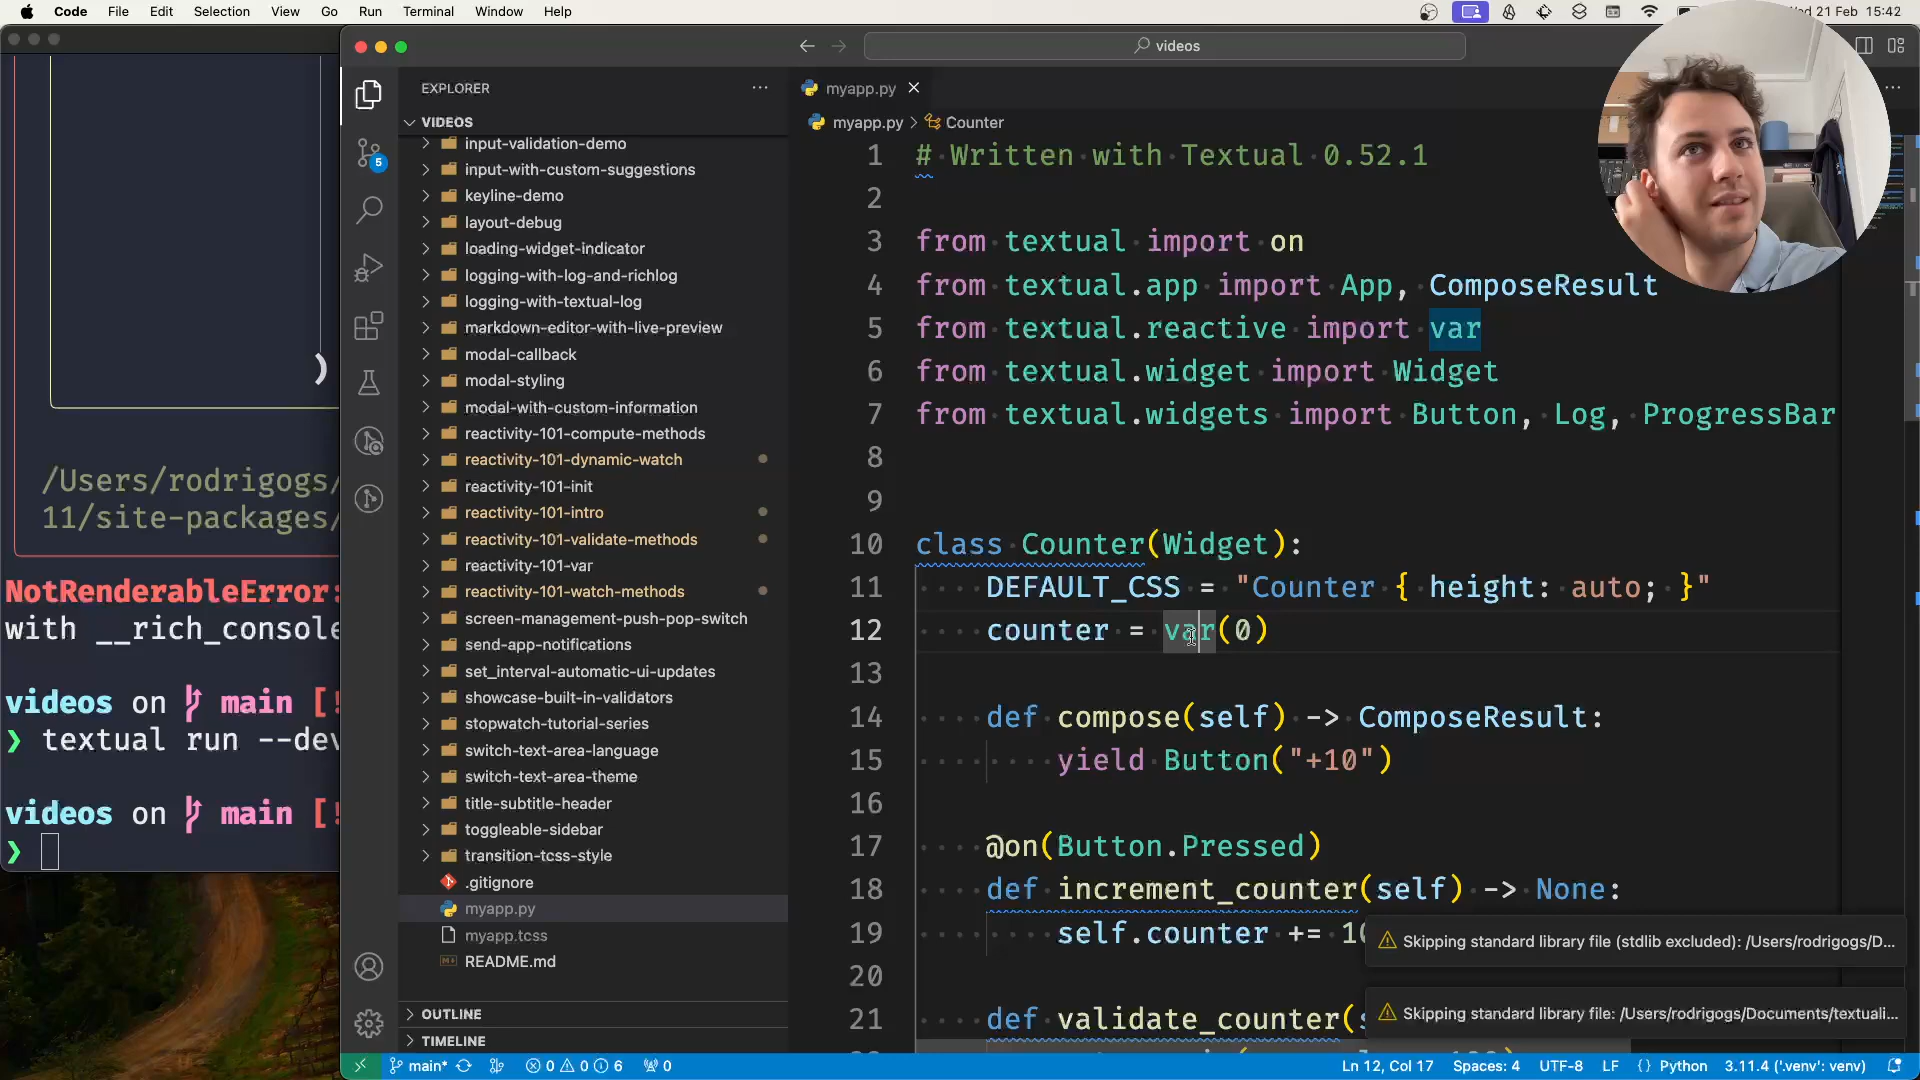 Code File Edit Selection View Go Run Terminal Window Help
21 Feb 15:42
/Users/rodrigogs/
11/site-packages/
NotRenderableError:
with __rich_console
videos on main [!
❯ textual run --dev
videos on main [!
❯
videos
EXPLORER
VIDEOS
5
input-validation-demo
input-with-custom-suggestions
keyline-demo
layout-debug
loading-widget-indicator
logging-with-log-and-richlog
logging-with-textual-log
markdown-editor-with-live-preview
modal-callback
modal-styling
modal-with-custom-information
reactivity-101-compute-methods
reactivity-101-dynamic-watch
reactivity-101-init
reactivity-101-intro
reactivity-101-validate-methods
reactivity-101-var
reactivity-101-watch-methods
screen-management-push-pop-switch
send-app-notifications
set_interval-automatic-ui-updates
showcase-built-in-validators
stopwatch-tutorial-series
switch-text-area-language
switch-text-area-theme
title-subtitle-header
toggleable-sidebar
transition-tcss-style
.gitignore
myapp.py
myapp.tcss
README.md
OUTLINE
TIMELINE
myapp.py
myapp.py > Counter
1 # Written with Textual 0.52.1
2
3 from textual import on
4 from textual.app import App, ComposeResult
5 from textual.reactive import var
6 from textual.widget import Widget
7 from textual.widgets import Button, Log, ProgressBar
8
9
10 class Counter(Widget):
11 DEFAULT_CSS = "Counter { height: auto; }"
12 counter = var(0)
13
14 def compose(self) -> ComposeResult:
15 yield Button("+10")
16
17 @on(Button.Pressed)
18 def increment_counter(self) -> None:
19 self.counter += 10
20
21 def validate_counter(
Skipping standard library file (stdlib excluded): /Users/rodrigogs/D...
Skipping standard library file: /Users/rodrigogs/Documents/textuali...
main* 0 0 6 0 Ln 12, Col 17 Spaces: 4 UTF-8 LF {} Python 3.11.4 ('.venv': venv)